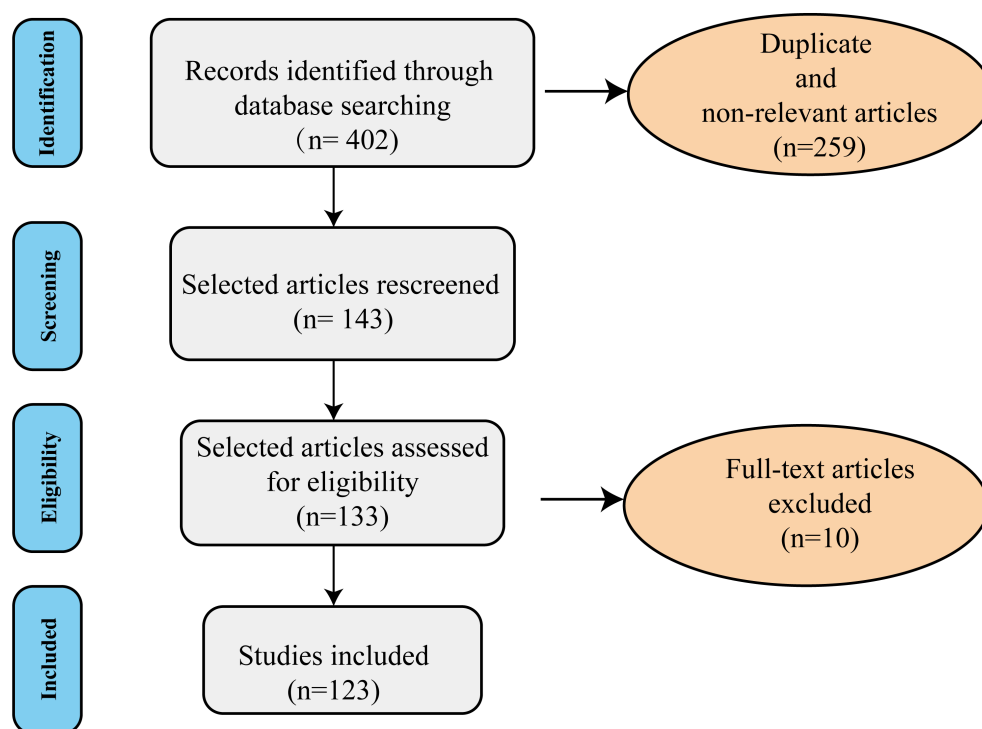 Identification
Records identified through
database searching
(n= 402)
Duplicate
and
non-relevant articles
(n=259)
Screening
Selected articles rescreened
(n= 143)
Eligibility
Selected articles assessed
for eligibility
(n=133)
Full-text articles
excluded
(n=10)
Included
Studies included
(n=123)